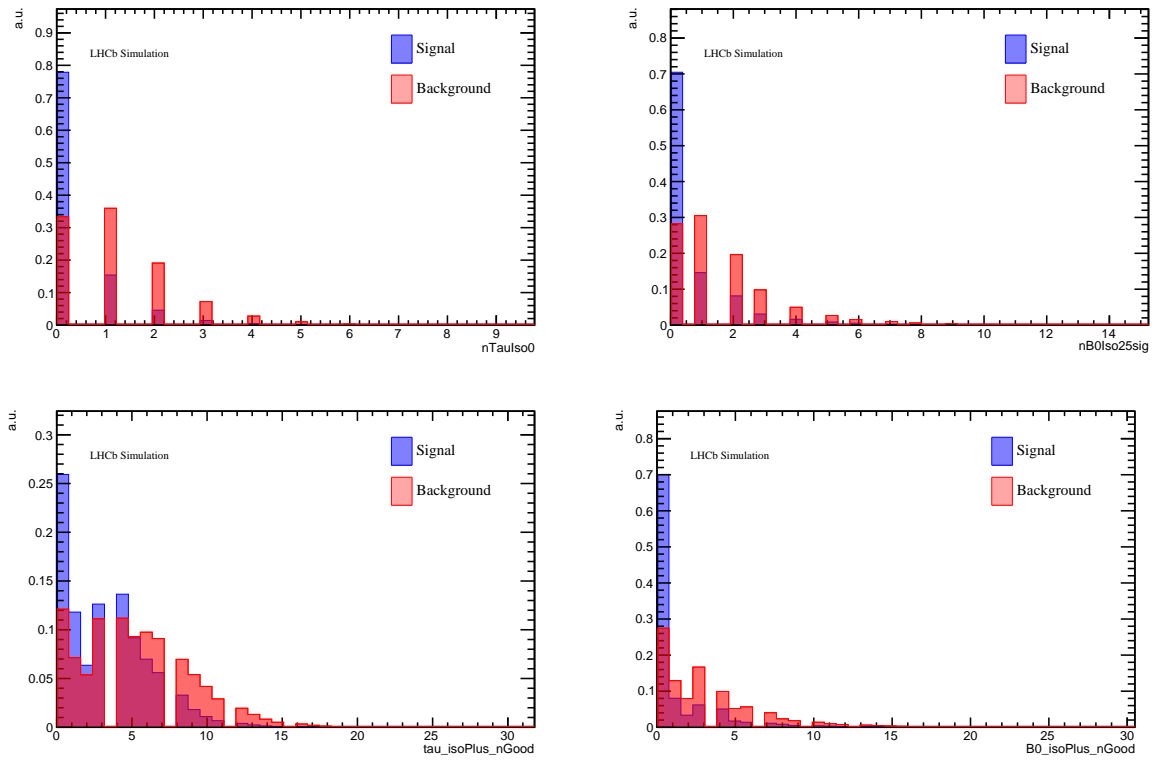 a.u.
0.9
0.8
0.7
0.6
0.5
0.4
0.3
0.2
0.1
0
LHCb Simulation
Signal
Background
0 1 2 3 4 5 6 7 8 9
nTauIso0
a.u.
0.8
0.7
0.6
0.5
0.4
0.3
0.2
0.1
0
LHCb Simulation
Signal
Background
0 2 4 6 8 10 12 14
nB0Iso25sig
a.u.
0.3
0.25
0.2
0.15
0.1
0.05
0
LHCb Simulation
Signal
Background
0 5 10 15 20 25 30
tau_isoPlus_nGood
a.u.
0.8
0.7
0.6
0.5
0.4
0.3
0.2
0.1
0
LHCb Simulation
Signal
Background
0 5 10 15 20 25 30
B0_isoPlus_nGood